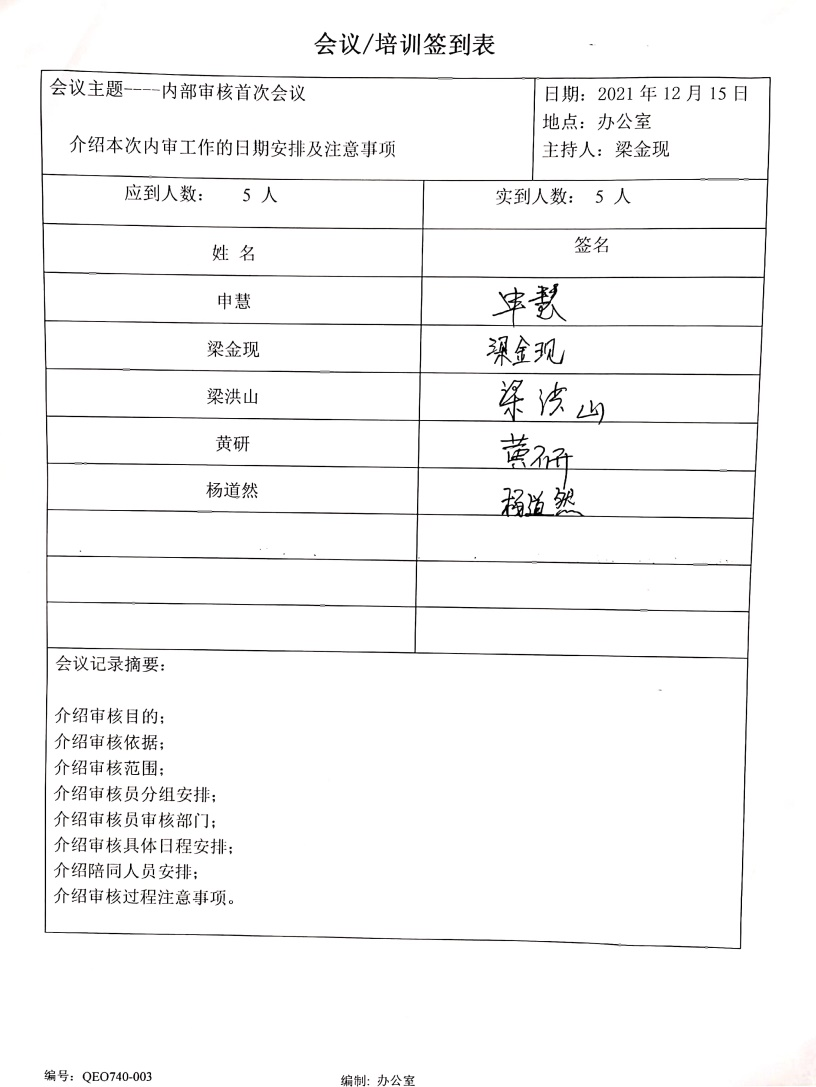 会议/培训签到表
会议主题----内部审核首次会议
介绍本次内审工作的日期安排及注意事项
日期：2021 年 12 月 15 日
地点：办公室
主持人：梁金现
应到人数： 5 人 实到人数： 5 人
姓 名 签名
申慧 申慧
梁金现 梁金现
梁洪山 梁洪山
黄研 黄研
杨道然 杨道然
会议记录摘要：
介绍审核目的；
介绍审核依据；
介绍审核范围；
介绍审核员分组安排；
介绍审核员审核部门；
介绍审核具体日程安排；
介绍陪同人员安排；
介绍审核过程注意事项。
编号：QEO740-003 编制: 办公室